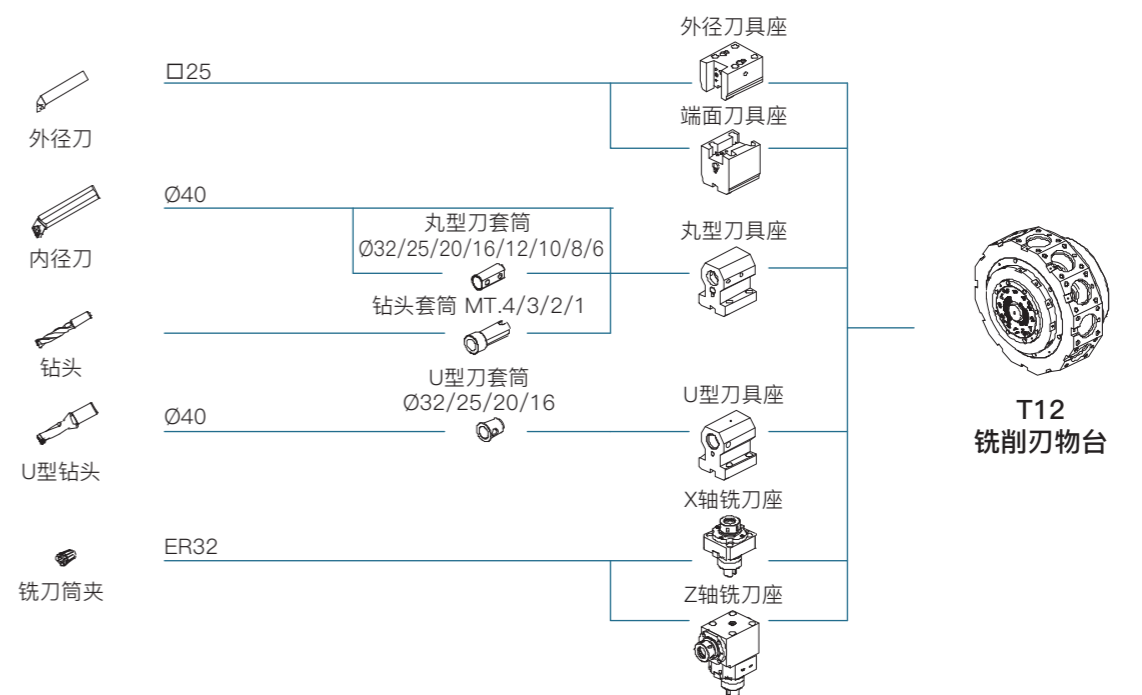 外径刀具座
□25
端面刀具座
外径刀
Ø40
丸型刀套筒
Ø32/25/20/16/12/10/8/6
丸型刀具座
内径刀
钻头套筒 MT.4/3/2/1
钻头
U型刀套筒
Ø32/25/20/16
U型刀具座
Ø40
U型钻头
T12
铣削刃物台
X轴铣刀座
ER32
铣刀筒夹
Z轴铣刀座